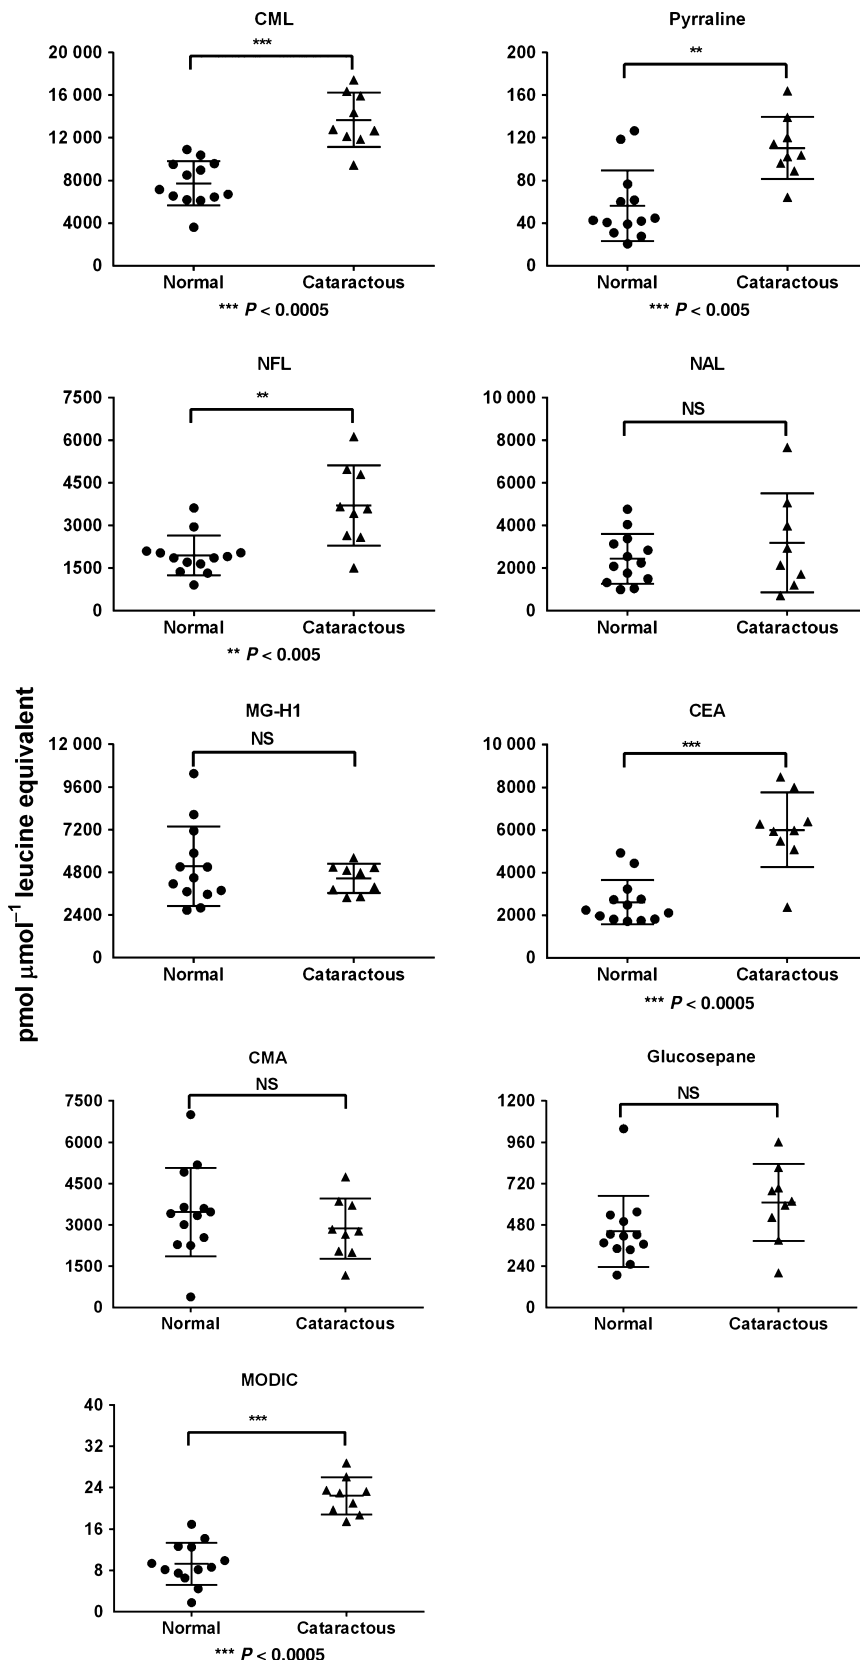 CML
***
20 000
16 000
12 000
8000
4000
0
Normal Cataractous
*** P < 0.0005
Pyrraline
**
200
160
120
80
40
0
Normal Cataractous
*** P < 0.005
NFL
**
7500
6000
4500
3000
1500
0
Normal Cataractous
** P < 0.005
NAL
NS
10 000
8000
6000
4000
2000
0
Normal Cataractous
pmol μmol⁻¹ leucine equivalent
MG-H1
NS
12 000
9600
7200
4800
2400
0
Normal Cataractous
CEA
***
10 000
8000
6000
4000
2000
0
Normal Cataractous
*** P < 0.0005
CMA
NS
7500
6000
4500
3000
1500
0
Normal Cataractous
Glucosepane
NS
1200
960
720
480
240
0
Normal Cataractous
MODIC
***
40
32
24
16
8
0
Normal Cataractous
*** P < 0.0005